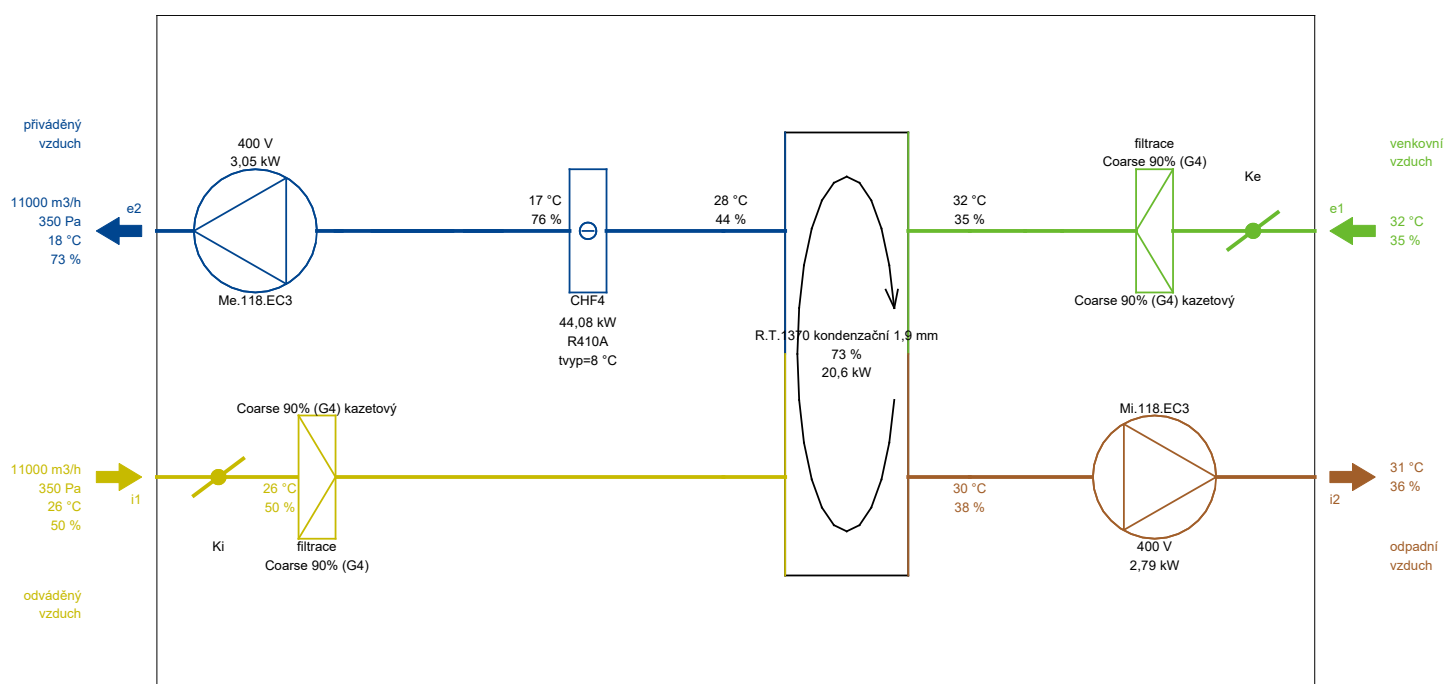 přiváděný
vzduch
11000 m3/h
350 Pa
18 °C
73 %
e2
400 V
3,05 kW
Me.118.EC3
17 °C
76 %
CHF4
44,08 kW
R410A
tvyp=8 °C
28 °C
44 %
R.T.1370 kondenzační 1,9 mm
73 %
20,6 kW
32 °C
35 %
filtrace
Coarse 90% (G4)
Coarse 90% (G4) kazetový
Ke
e1
venkovní
vzduch
32 °C
35 %
11000 m3/h
350 Pa
26 °C
50 %
i1
odváděný
vzduch
Ki
Coarse 90% (G4) kazetový
26 °C
50 %
filtrace
Coarse 90% (G4)
30 °C
38 %
Mi.118.EC3
400 V
2,79 kW
i2
31 °C
36 %
odpadní
vzduch